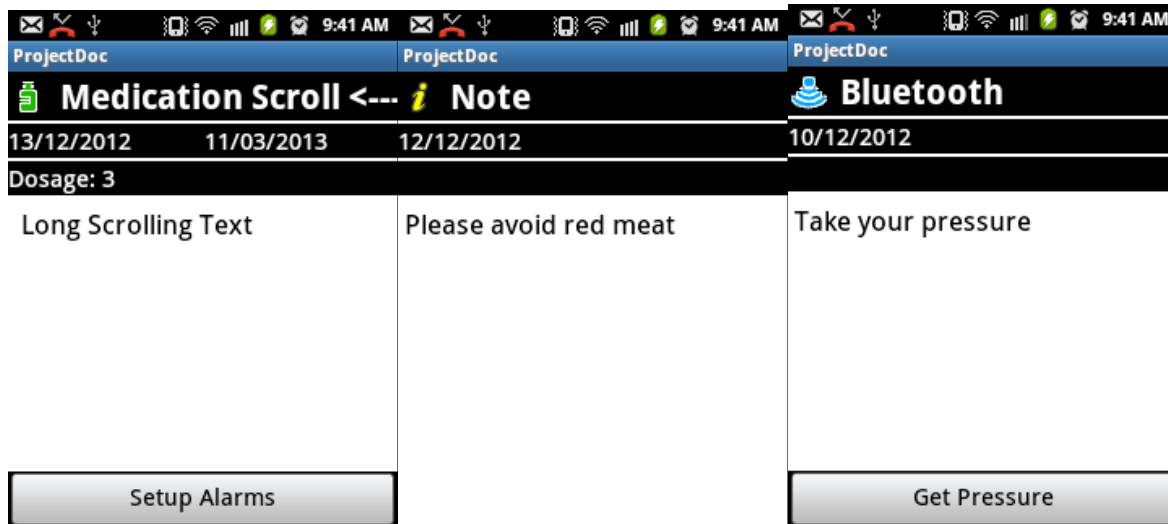 9:41 AM
ProjectDoc
Medication Scroll <---
13/12/2012 11/03/2013
Dosage: 3
Long Scrolling Text
Setup Alarms
9:41 AM
ProjectDoc
i Note
12/12/2012
Please avoid red meat
9:41 AM
ProjectDoc
Bluetooth
10/12/2012
Take your pressure
Get Pressure